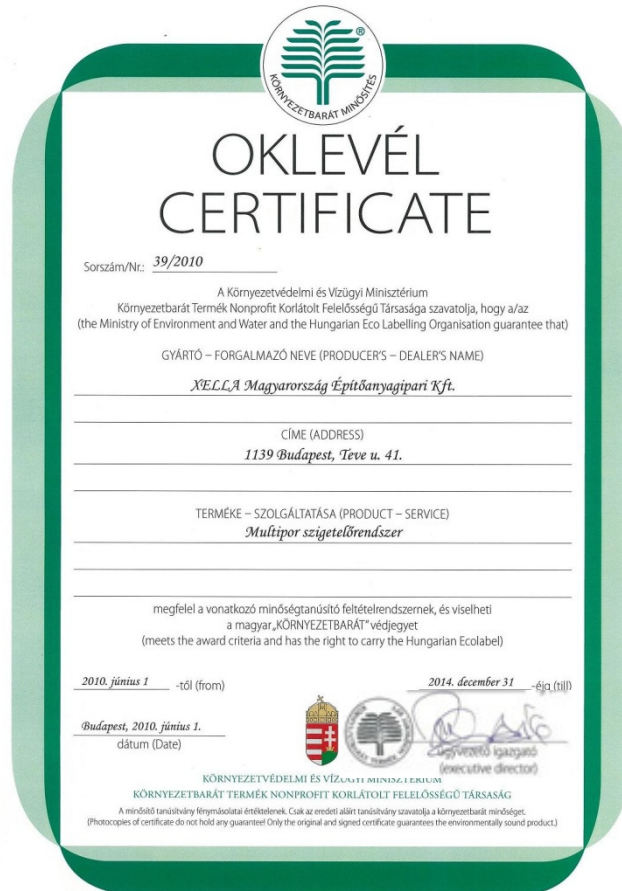 KÖRNYEZETBARÁT MINŐSÍTÉS
®
OKLEVÉL
CERTIFICATE
Sorszám/Nr.: 39/2010
A Környezetvédelmi és Vízügyi Minisztérium
Környezetbarát Termék Nonprofit Korlátolt Felelősségű Társasága szavatolja, hogy a/az
(the Ministry of Environment and Water and the Hungarian Eco Labelling Organisation guarantee that)
GYÁRTÓ – FORGALMAZÓ NEVE (PRODUCER'S – DEALER'S NAME)
XELLA Magyarország Építőanyagipari Kft.
CÍME (ADDRESS)
1139 Budapest, Teve u. 41.
TERMÉKE – SZOLGÁLTATÁSA (PRODUCT – SERVICE)
Multipor szigetelőrendszer
megfelel a vonatkozó minőségtanúsító feltételrendszernek, és viselheti
a magyar „KÖRNYEZETBARÁT" védjegyet
(meets the award criteria and has the right to carry the Hungarian Ecolabel)
2010. június 1 -től (from) 2014. december 31 -éig (till)
Budapest, 2010. június 1.
dátum (Date)
ügyvezető igazgató
(executive director)
KÖRNYEZETVÉDELMI ÉS VÍZÜGYI MINISZTÉRIUM
KÖRNYEZETBARÁT TERMÉK NONPROFIT KORLÁTOLT FELELŐSSÉGŰ TÁRSASÁG
A minősítő tanúsítvány fénymásolatai értéktelenek. Csak az eredeti aláírt tanúsítvány szavatolja a környezetbarát minőséget.
(Photocopies of certificate do not hold any guarantee! Only the original and signed certificate guarantees the environmentally sound product.)